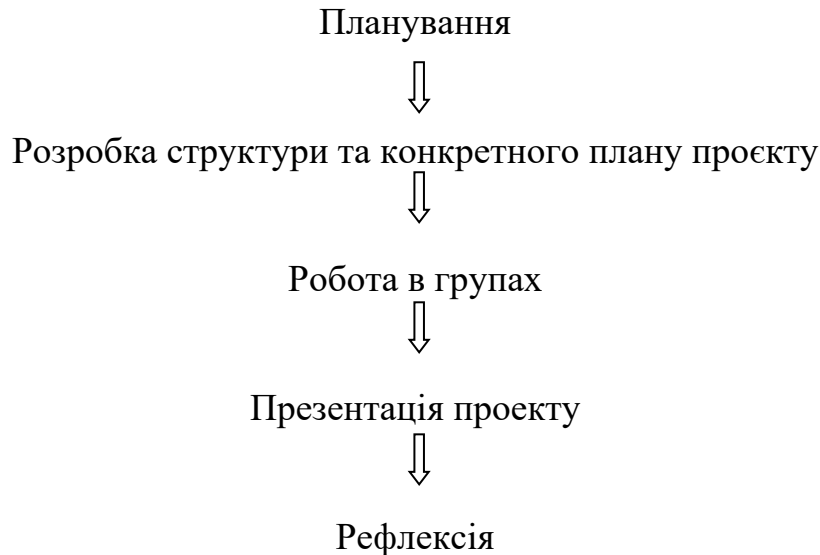 Планування
Розробка структури та конкретного плану проєкту
Робота в групах
Презентація проекту
Рефлексія